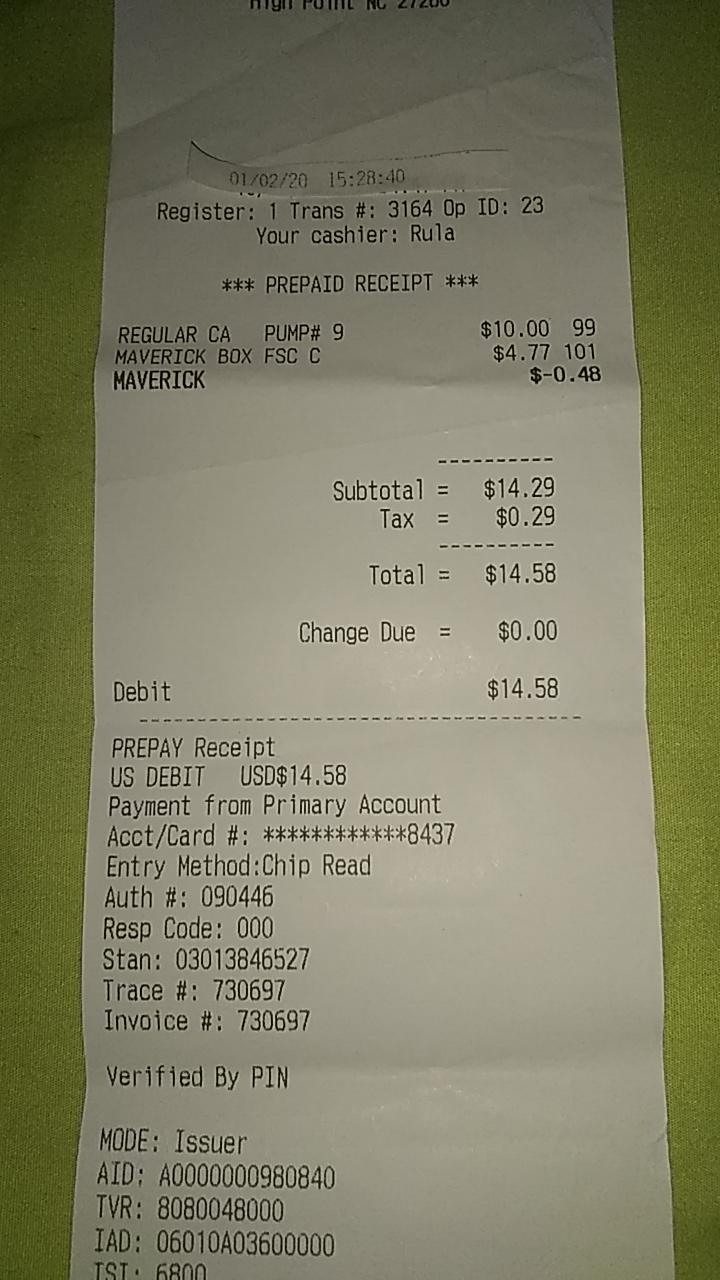 High Point NC
01/02/20 15:28:40
Register: 1 Trans #: 3164 Op ID: 23
Your cashier: Rula
*** PREPAID RECEIPT ***
REGULAR CA PUMP# 9 $10.00 99
MAVERICK BOX FSC C $4.77 101
MAVERICK $-0.48
----------
Subtotal = $14.29
Tax = $0.29
----------
Total = $14.58
Change Due = $0.00
Debit $14.58
--------------------------------------
PREPAY Receipt
US DEBIT USD$14.58
Payment from Primary Account
Acct/Card #: ************8437
Entry Method:Chip Read
Auth #: 090446
Resp Code: 000
Stan: 03013846527
Trace #: 730697
Invoice #: 730697
Verified By PIN
MODE: Issuer
AID: A0000000980840
TVR: 8080048000
IAD: 06010A03600000
TSI: 6800